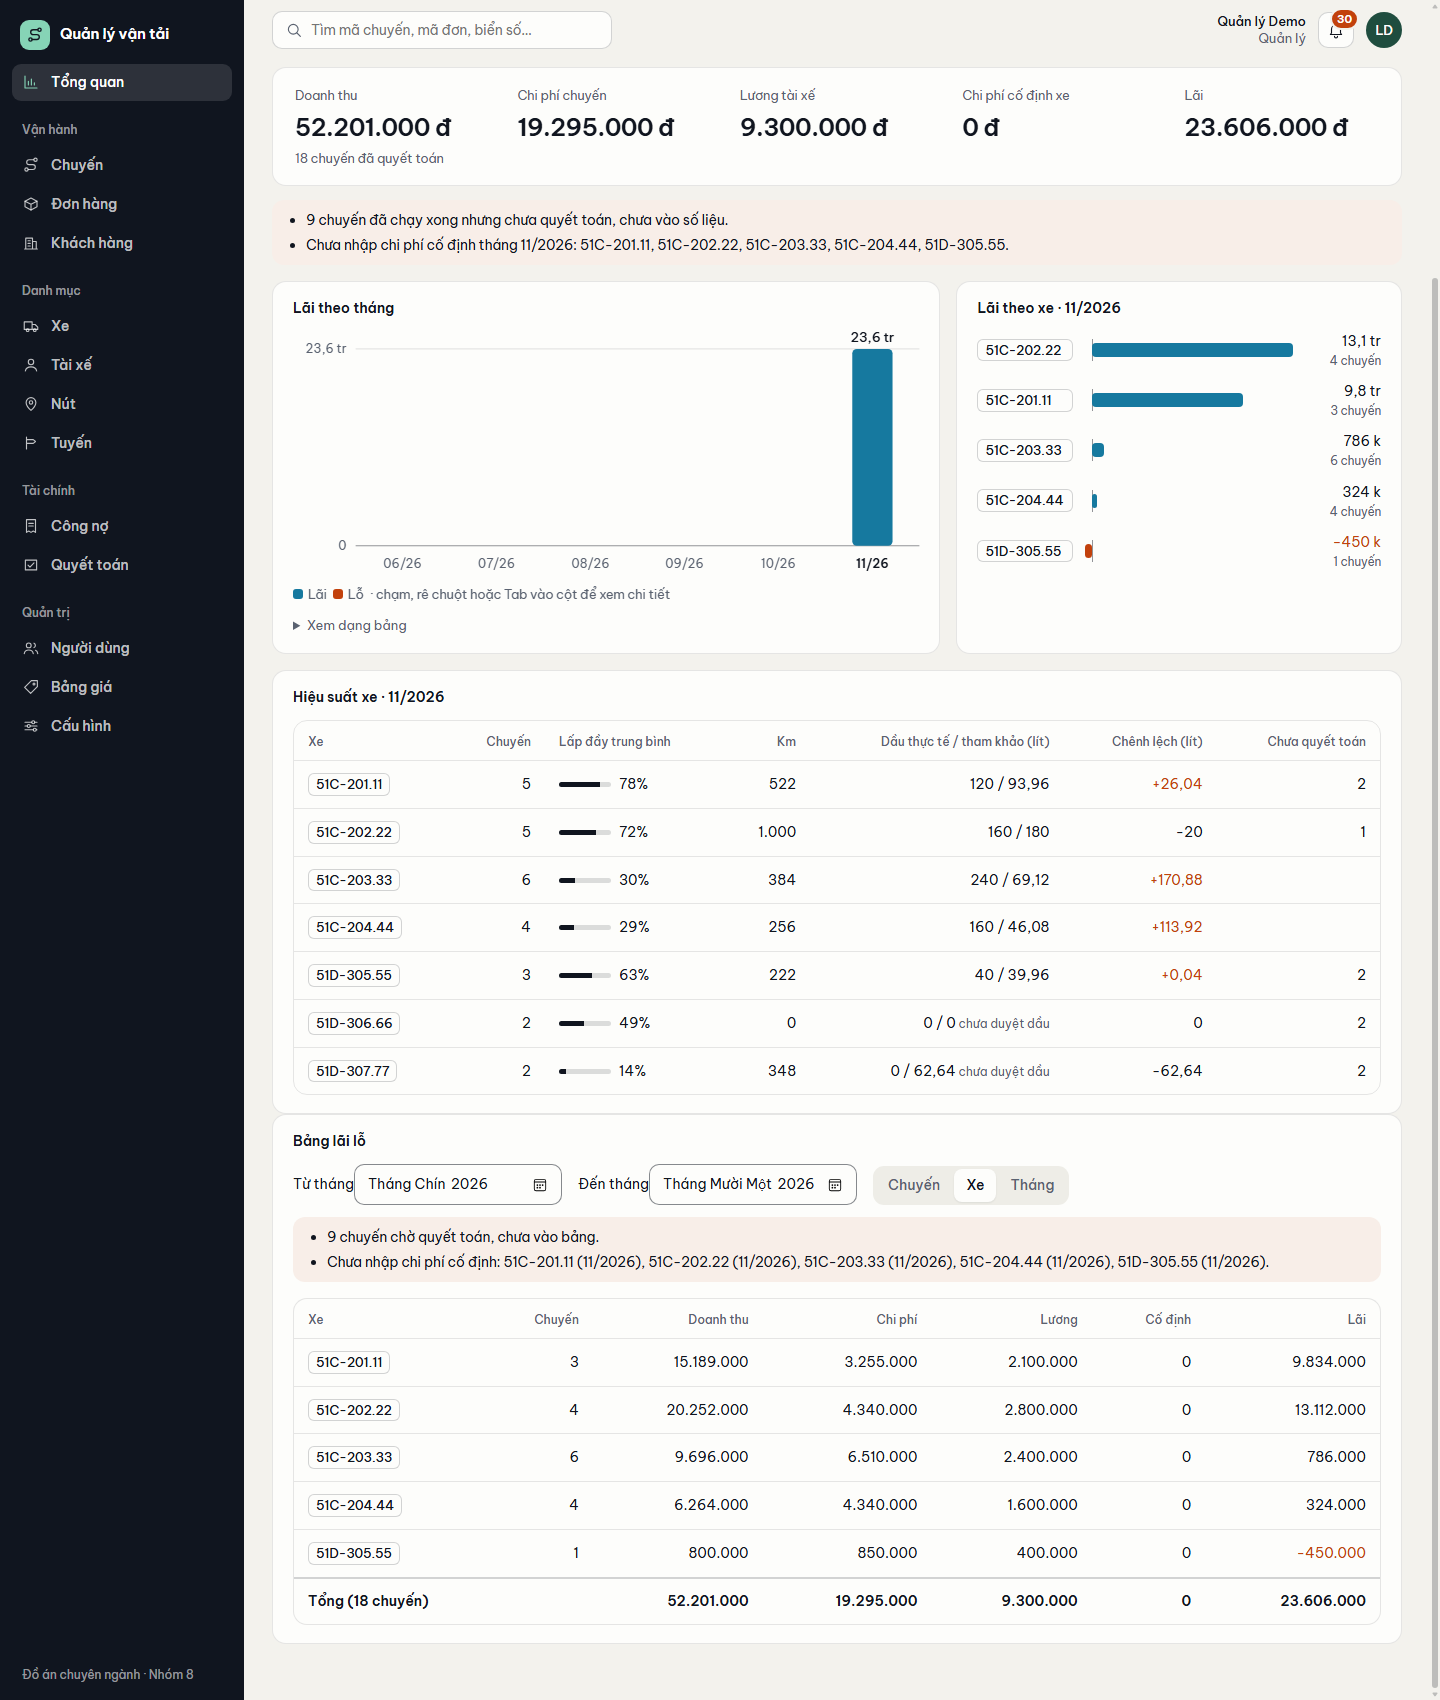 Quản lý vận tải
Tổng quan
Vận hành
Chuyến
Đơn hàng
Khách hàng
Danh mục
Xe
Tài xế
Nút
Tuyến
Tài chính
Công nợ
Quyết toán
Quản trị
Người dùng
Bảng giá
Cấu hình
Đồ án chuyên ngành · Nhóm 8
Tìm mã chuyến, mã đơn, biển số...
Quản lý Demo
Quản lý
30
LD
Doanh thu
52.201.000 đ
18 chuyến đã quyết toán
Chi phí chuyến
19.295.000 đ
Lương tài xế
9.300.000 đ
Chi phí cố định xe
0 đ
Lãi
23.606.000 đ
• 9 chuyến đã chạy xong nhưng chưa quyết toán, chưa vào số liệu.
• Chưa nhập chi phí cố định tháng 11/2026: 51C-201.11, 51C-202.22, 51C-203.33, 51C-204.44, 51D-305.55.
Lãi theo tháng
23,6 tr
23,6 tr
0
06/26 07/26 08/26 09/26 10/26 11/26
Lãi Lỗ · chạm, rê chuột hoặc Tab vào cột để xem chi tiết
Xem dạng bảng
Lãi theo xe · 11/2026
51C-202.22 13,1 tr
4 chuyến
51C-201.11 9,8 tr
3 chuyến
51C-203.33 786 k
6 chuyến
51C-204.44 324 k
4 chuyến
51D-305.55 −450 k
1 chuyến
Hiệu suất xe · 11/2026
Xe Chuyến Lấp đầy trung bình Km Dầu thực tế / tham khảo (lít) Chênh lệch (lít) Chưa quyết toán
51C-201.11 5 78% 522 120 / 93,96 +26,04 2
51C-202.22 5 72% 1.000 160 / 180 -20 1
51C-203.33 6 30% 384 240 / 69,12 +170,88
51C-204.44 4 29% 256 160 / 46,08 +113,92
51D-305.55 3 63% 222 40 / 39,96 +0,04 2
51D-306.66 2 49% 0 0 / 0 chưa duyệt dầu 0 2
51D-307.77 2 14% 348 0 / 62,64 chưa duyệt dầu -62,64 2
Bảng lãi lỗ
Từ tháng Tháng Chín 2026 Đến tháng Tháng Mười Một 2026 Chuyến Xe Tháng
• 9 chuyến chờ quyết toán, chưa vào bảng.
• Chưa nhập chi phí cố định: 51C-201.11 (11/2026), 51C-202.22 (11/2026), 51C-203.33 (11/2026), 51C-204.44 (11/2026), 51D-305.55 (11/2026).
Xe Chuyến Doanh thu Chi phí Lương Cố định Lãi
51C-201.11 3 15.189.000 3.255.000 2.100.000 0 9.834.000
51C-202.22 4 20.252.000 4.340.000 2.800.000 0 13.112.000
51C-203.33 6 9.696.000 6.510.000 2.400.000 0 786.000
51C-204.44 4 6.264.000 4.340.000 1.600.000 0 324.000
51D-305.55 1 800.000 850.000 400.000 0 -450.000
Tổng (18 chuyến) 52.201.000 19.295.000 9.300.000 0 23.606.000